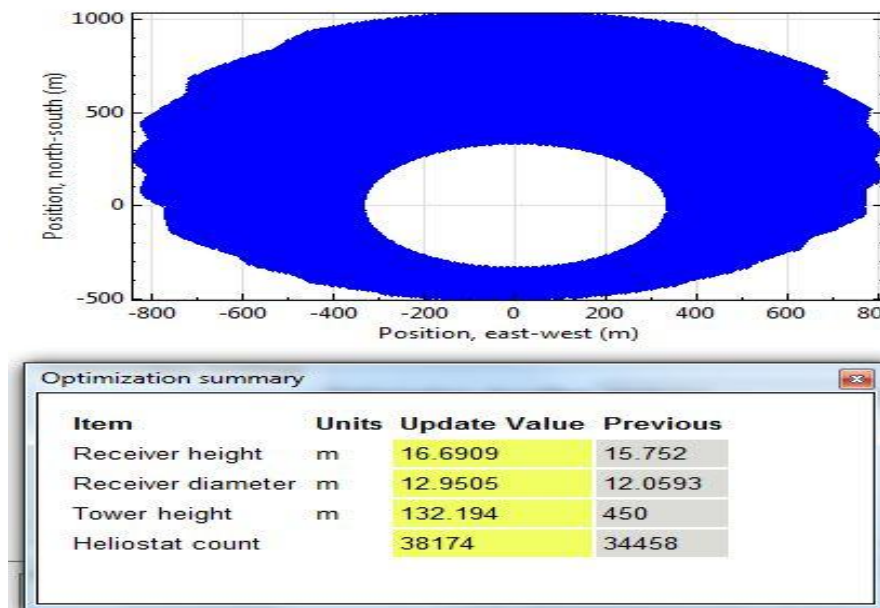 1000
500
0
-500
-800 -600 -400 -200 0 200 400 600 800
Position, north-south (m)
Position, east-west (m)
Optimization summary
Item Units Update Value Previous
Receiver height m 16.6909 15.752
Receiver diameter m 12.9505 12.0593
Tower height m 132.194 450
Heliostat count 38174 34458